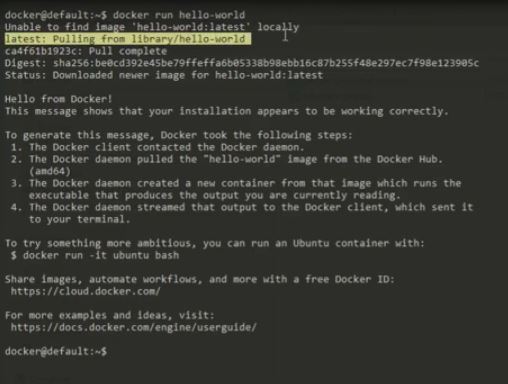 docker@default:~$ docker run hello-world
Unable to find image 'hello-world:latest' locally
latest: Pulling from library/hello-world
ca4f61b1923c: Pull complete
Digest: sha256:be0cd392e45be79ffeffa6b05338b98ebb16c87b255f48e297ec7f98e123905c
Status: Downloaded newer image for hello-world:latest
Hello from Docker!
This message shows that your installation appears to be working correctly.
To generate this message, Docker took the following steps:
1. The Docker client contacted the Docker daemon.
2. The Docker daemon pulled the "hello-world" image from the Docker Hub.
(amd64)
3. The Docker daemon created a new container from that image which runs the
executable that produces the output you are currently reading.
4. The Docker daemon streamed that output to the Docker client, which sent it
to your terminal.
To try something more ambitious, you can run an Ubuntu container with:
$ docker run -it ubuntu bash
Share images, automate workflows, and more with a free Docker ID:
https://cloud.docker.com/
For more examples and ideas, visit:
https://docs.docker.com/engine/userguide/
docker@default:~$